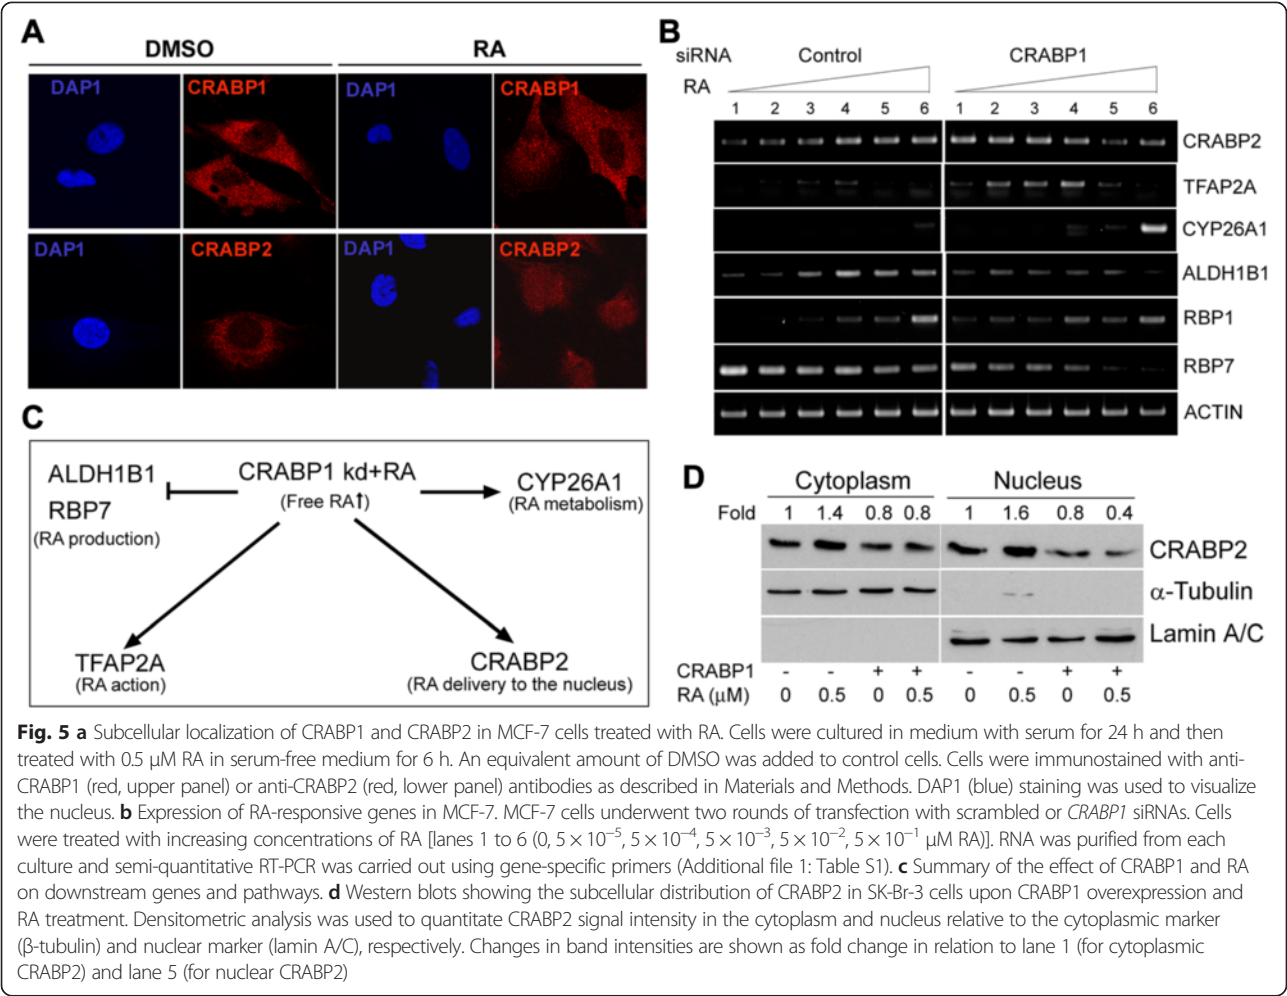 A
DMSO
RA
DAP1
CRABP1
DAP1
CRABP1
DAP1
CRABP2
DAP1
CRABP2
B
siRNA Control CRABP1
RA
1 2 3 4 5 6 1 2 3 4 5 6
CRABP2
TFAP2A
CYP26A1
ALDH1B1
RBP1
RBP7
ACTIN
C
ALDH1B1
RBP7
(RA production)
CRABP1 kd+RA
(Free RA↑)
CYP26A1
(RA metabolism)
TFAP2A
(RA action)
CRABP2
(RA delivery to the nucleus)
D
Cytoplasm Nucleus
Fold 1 1.4 0.8 0.8 1 1.6 0.8 0.4
CRABP2
α-Tubulin
Lamin A/C
CRABP1 - - + + - - + +
RA (μM) 0 0.5 0 0.5 0 0.5 0 0.5
Fig. 5 a Subcellular localization of CRABP1 and CRABP2 in MCF-7 cells treated with RA. Cells were cultured in medium with serum for 24 h and then
treated with 0.5 μM RA in serum-free medium for 6 h. An equivalent amount of DMSO was added to control cells. Cells were immunostained with anti-
CRABP1 (red, upper panel) or anti-CRABP2 (red, lower panel) antibodies as described in Materials and Methods. DAP1 (blue) staining was used to visualize
the nucleus. b Expression of RA-responsive genes in MCF-7. MCF-7 cells underwent two rounds of transfection with scrambled or CRABP1 siRNAs. Cells
were treated with increasing concentrations of RA [lanes 1 to 6 (0, 5 × 10⁻⁵, 5 × 10⁻⁴, 5 × 10⁻³, 5 × 10⁻², 5 × 10⁻¹ μM RA)]. RNA was purified from each
culture and semi-quantitative RT-PCR was carried out using gene-specific primers (Additional file 1: Table S1). c Summary of the effect of CRABP1 and RA
on downstream genes and pathways. d Western blots showing the subcellular distribution of CRABP2 in SK-Br-3 cells upon CRABP1 overexpression and
RA treatment. Densitometric analysis was used to quantitate CRABP2 signal intensity in the cytoplasm and nucleus relative to the cytoplasmic marker
(β-tubulin) and nuclear marker (lamin A/C), respectively. Changes in band intensities are shown as fold change in relation to lane 1 (for cytoplasmic
CRABP2) and lane 5 (for nuclear CRABP2)